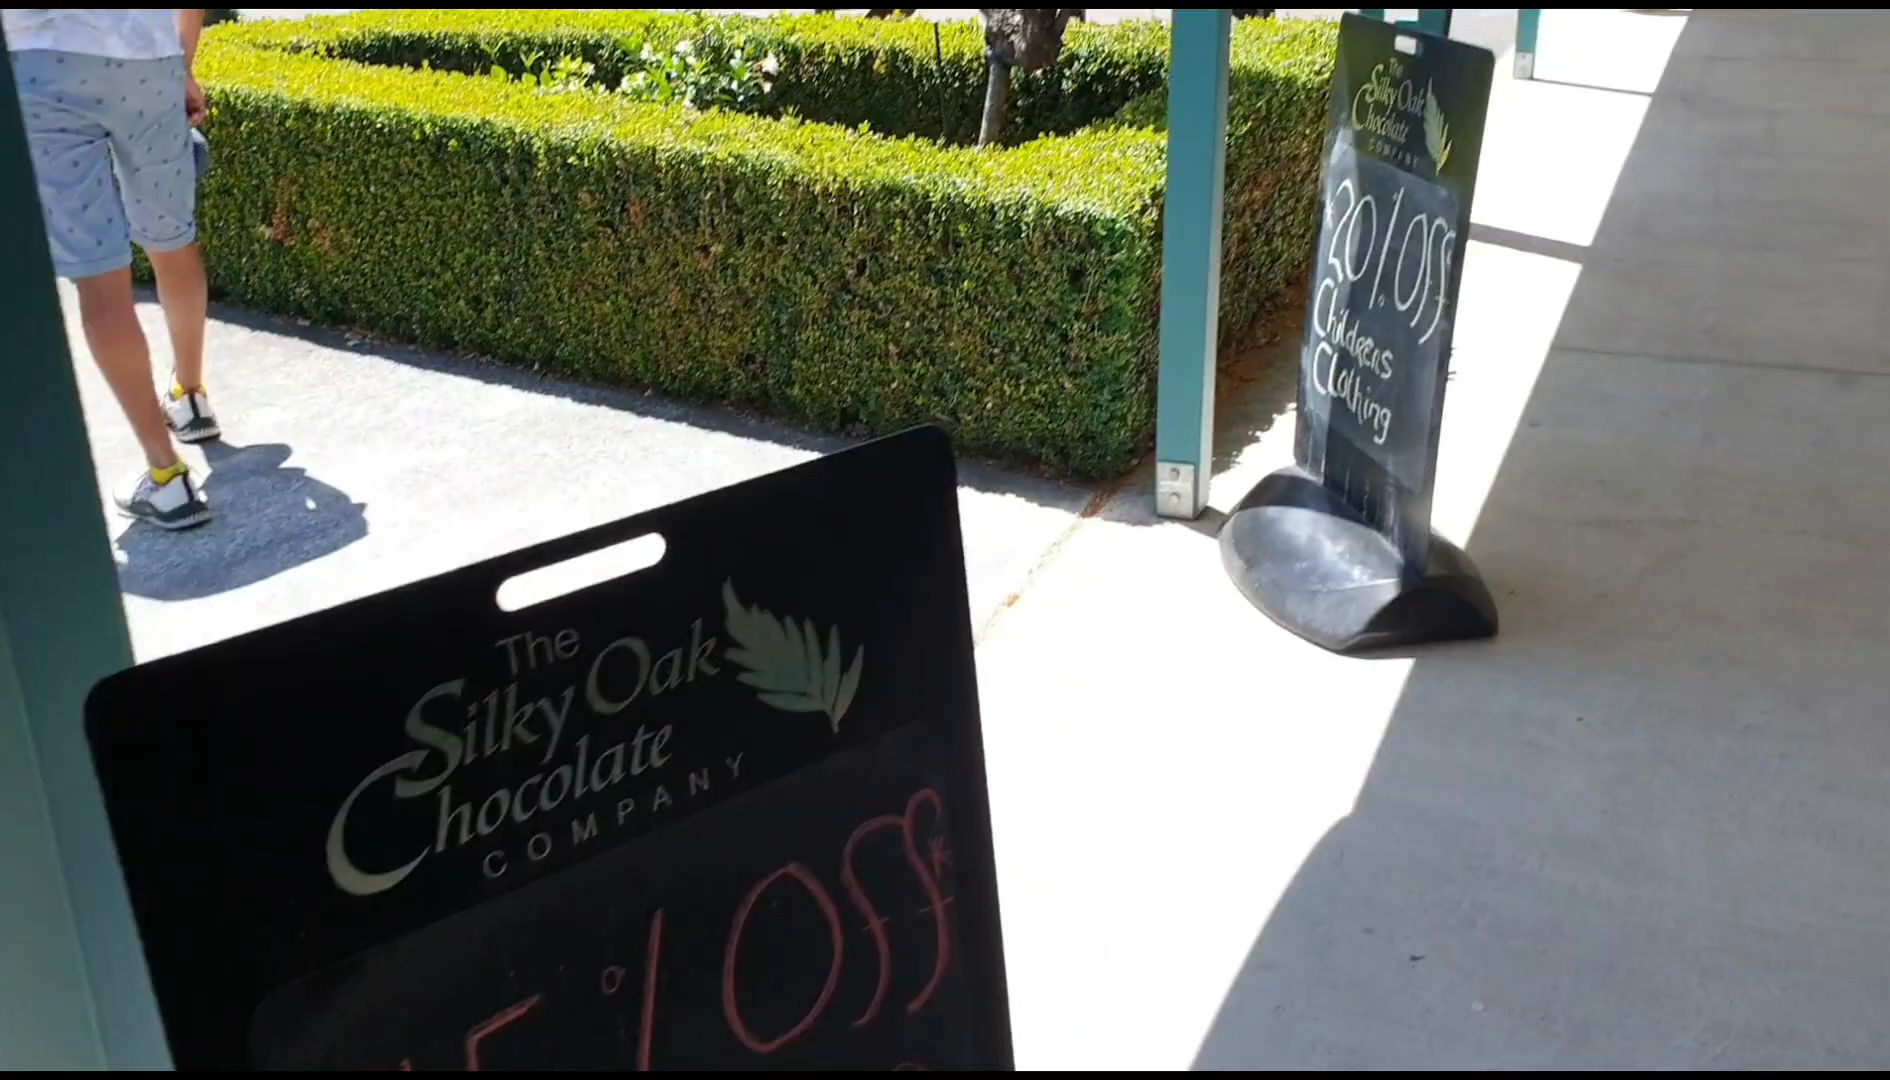 The
Silky Oak
Chocolate
COMPANY
% Off
The
Silky Oak
Chocolate
COMPANY
20% Off
Childrens
Clothing